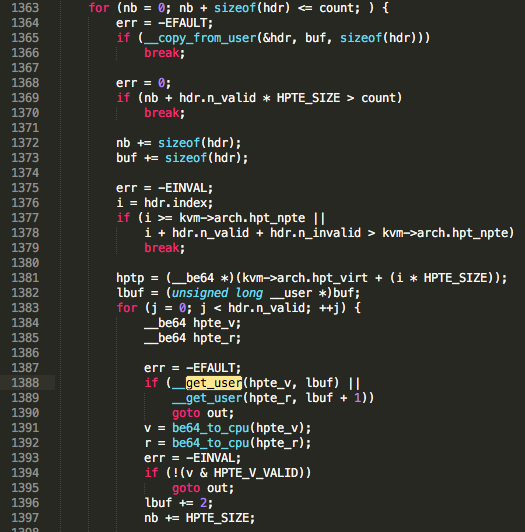 1363 for (nb = 0; nb + sizeof(hdr) <= count; ) {
1364 err = -EFAULT;
1365 if (__copy_from_user(&hdr, buf, sizeof(hdr)))
1366 break;
1367
1368 err = 0;
1369 if (nb + hdr.n_valid * HPTE_SIZE > count)
1370 break;
1371
1372 nb += sizeof(hdr);
1373 buf += sizeof(hdr);
1374
1375 err = -EINVAL;
1376 i = hdr.index;
1377 if (i >= kvm->arch.hpt_npte ||
1378 i + hdr.n_valid + hdr.n_invalid > kvm->arch.hpt_npte)
1379 break;
1380
1381 hptp = (__be64 *)(kvm->arch.hpt_virt + (i * HPTE_SIZE));
1382 lbuf = (unsigned long __user *)buf;
1383 for (j = 0; j < hdr.n_valid; ++j) {
1384 __be64 hpte_v;
1385 __be64 hpte_r;
1386
1387 err = -EFAULT;
1388 if (__get_user(hpte_v, lbuf) ||
1389 __get_user(hpte_r, lbuf + 1))
1390 goto out;
1391 v = be64_to_cpu(hpte_v);
1392 r = be64_to_cpu(hpte_r);
1393 err = -EINVAL;
1394 if (!(v & HPTE_V_VALID))
1395 goto out;
1396 lbuf += 2;
1397 nb += HPTE_SIZE;